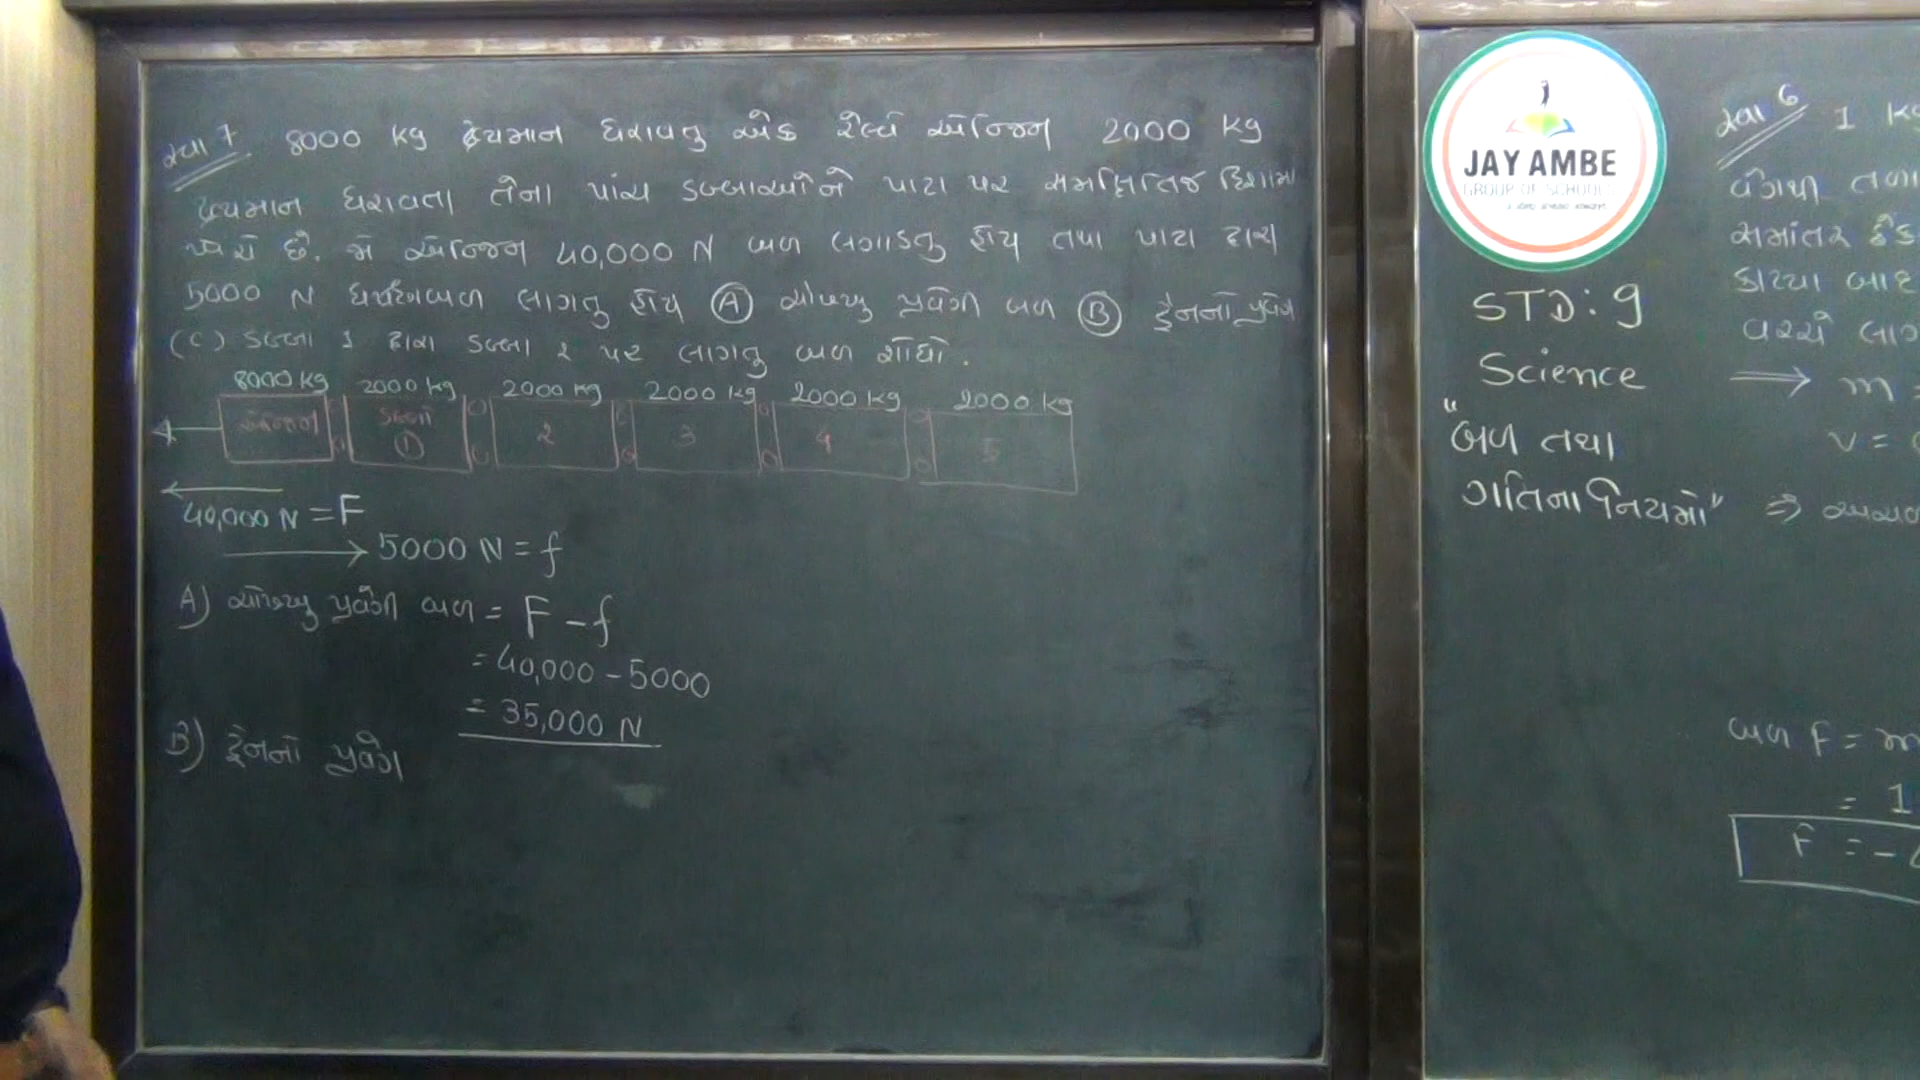 સ્વા 7 8000 kg દ્રવ્યમાન ધરાવતુ એક રેલ્વે એન્જિન 2000 kg
દ્રવ્યમાન ધરાવતા તેના પાંચ ડબ્બાઓને પાટા પર સમક્ષિતિજ દિશામા
ખેંચે છે. જો એન્જિન 40,000 N બળ લગાડતુ હોય તથા પાટા દ્વારા
5000 N ઘર્ષણબળ લાગતુ હોય (A) ચોખ્ખુ પ્રવેગી બળ (B) ટ્રેનનો પ્રવેગ
(C) ડબ્બા 1 દ્વારા ડબ્બા 2 પર લાગતુ બળ શોધો.
8000 kg 2000 kg 2000 kg 2000 kg 2000 kg 2000 kg
એન્જિન ડબ્બો 1 2 3 4 5
40,000 N = F
5000 N = f
A) ચોખ્ખુ પ્રવેગી બળ = F - f
= 40,000 - 5000
= 35,000 N
B) ટ્રેનનો પ્રવેગ
JAY AMBE
GROUP OF SCHOOLS
STD: 9
Science
"બળ તથા
ગતિના નિયમો"
સ્વા 6 1 kg
સમાંતર
બાદ
વચ્ચે
⟹ m =
v =
બળ F = m
= 1
F = -